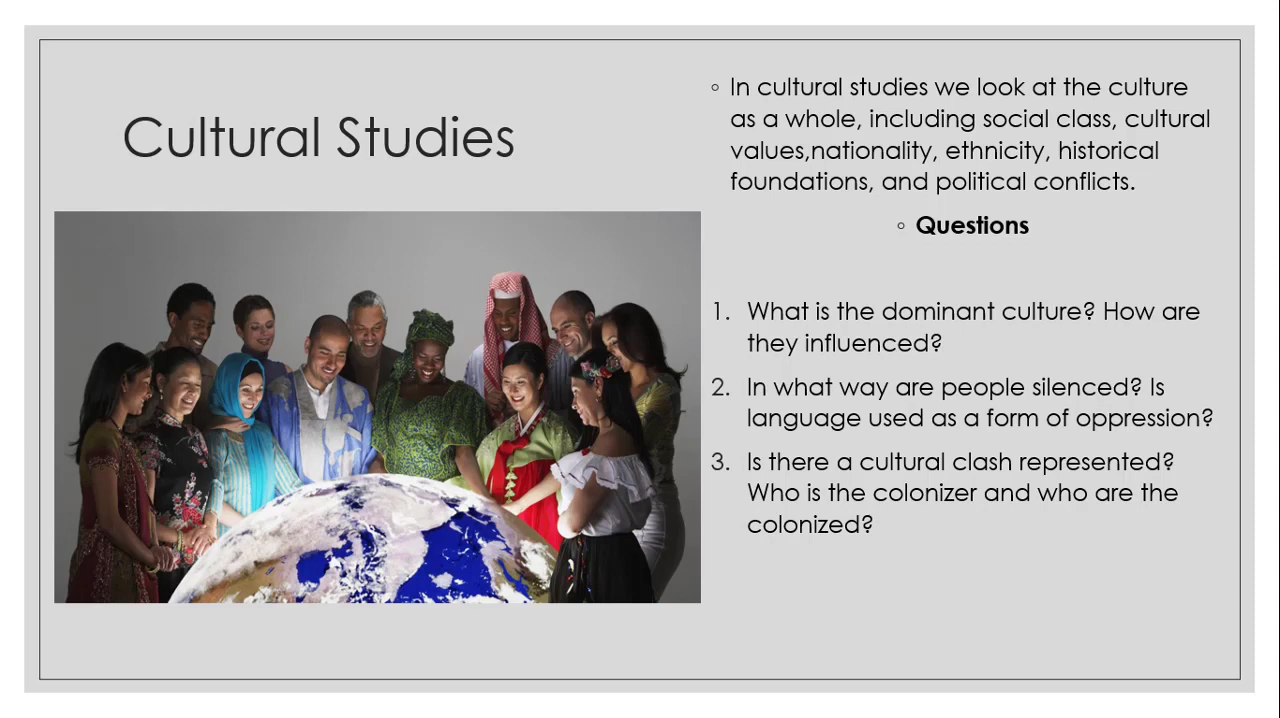 Cultural Studies
In cultural studies we look at the culture
as a whole, including social class, cultural
values,nationality, ethnicity, historical
foundations, and political conflicts.
Questions
1. What is the dominant culture? How are
they influenced?
2. In what way are people silenced? Is
language used as a form of oppression?
3. Is there a cultural clash represented?
Who is the colonizer and who are the
colonized?